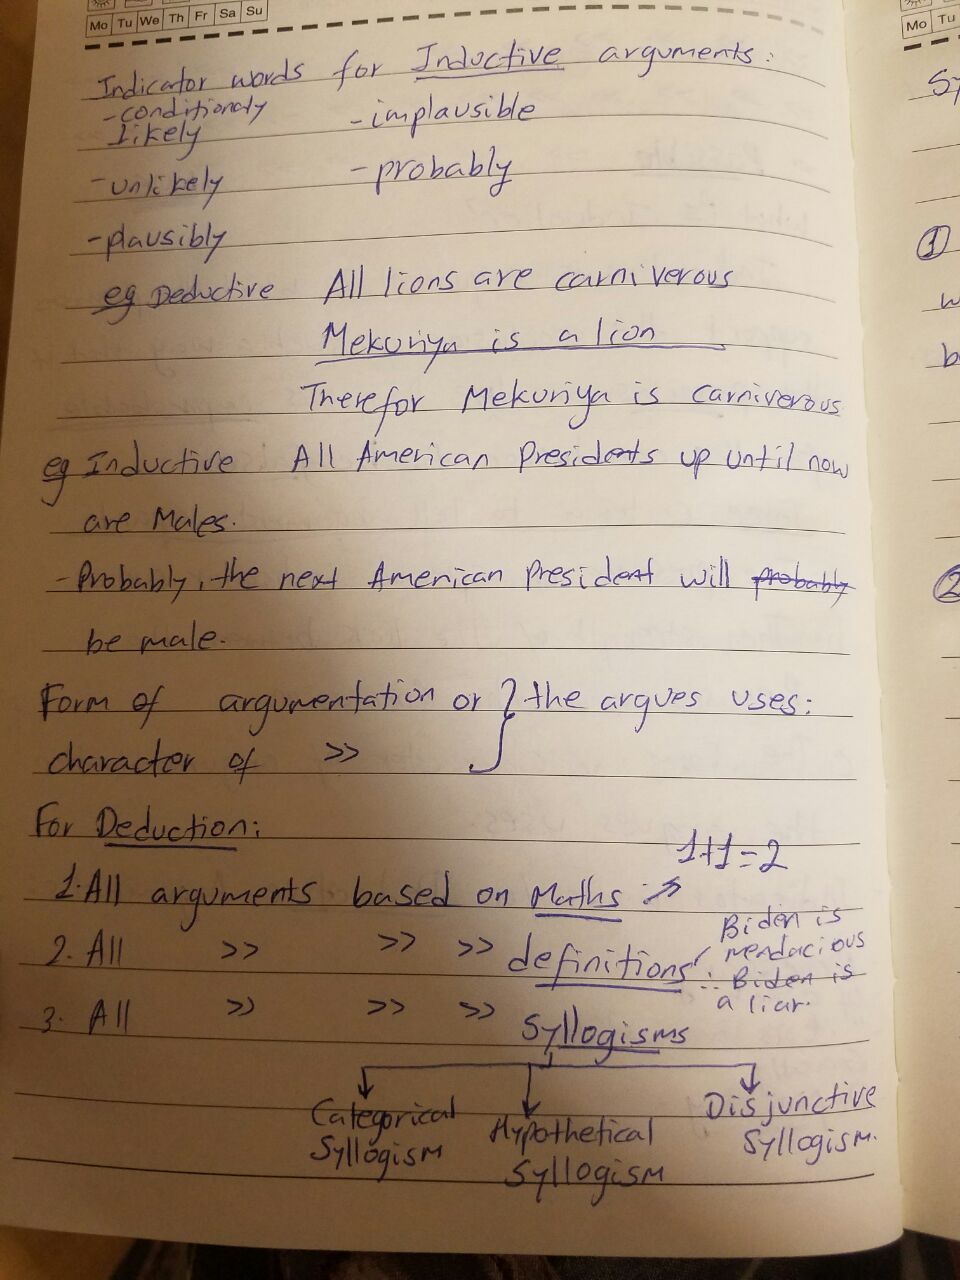 Mo Tu We Th Fr Sa Su
Indicator words for Inductive arguments:
- conditionaly
likely
- implausible
- unlikely
- probably
- plausibly
eg Deductive All lions are carniverous
Mekuriya is a lion
Therefor Mekuriya is carniverous
eg Inductive All American Presidents up until now
are Males.
- Probably, the next American President will probably
be male.
Form of argumentation or } the argues uses:
character of >>
For Deduction:
1. All arguments based on Maths → 1+1=2
2. All >> >> >> definitions
Biden is
mendacious
∴ Biden is
a liar.
3. All >> >> >> Syllogisms
Categorical
Syllogism
Hypothetical
Syllogism
Disjunctive
Syllogism.
Mo Tu
Sy
1
w
b
2